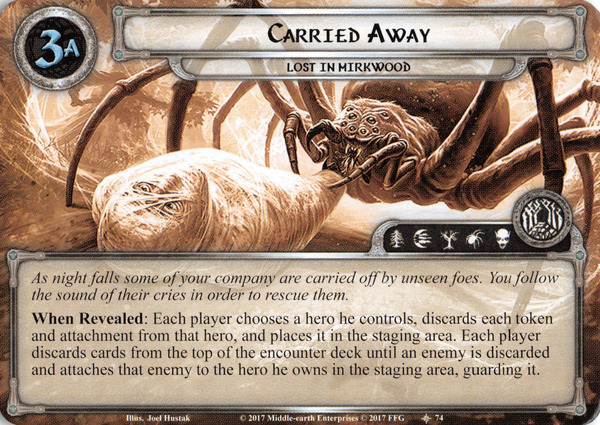 3A
CARRIED AWAY
LOST IN MIRKWOOD
As night falls some of your company are carried off by unseen foes. You follow
the sound of their cries in order to rescue them.
When Revealed: Each player chooses a hero he controls, discards each token
and attachment from that hero, and places it in the staging area. Each player
discards cards from the top of the encounter deck until an enemy is discarded
and attaches that enemy to the hero he owns in the staging area, guarding it.
Illus. Joel Hustak © 2017 Middle-earth Enterprises © 2017 FFG 74